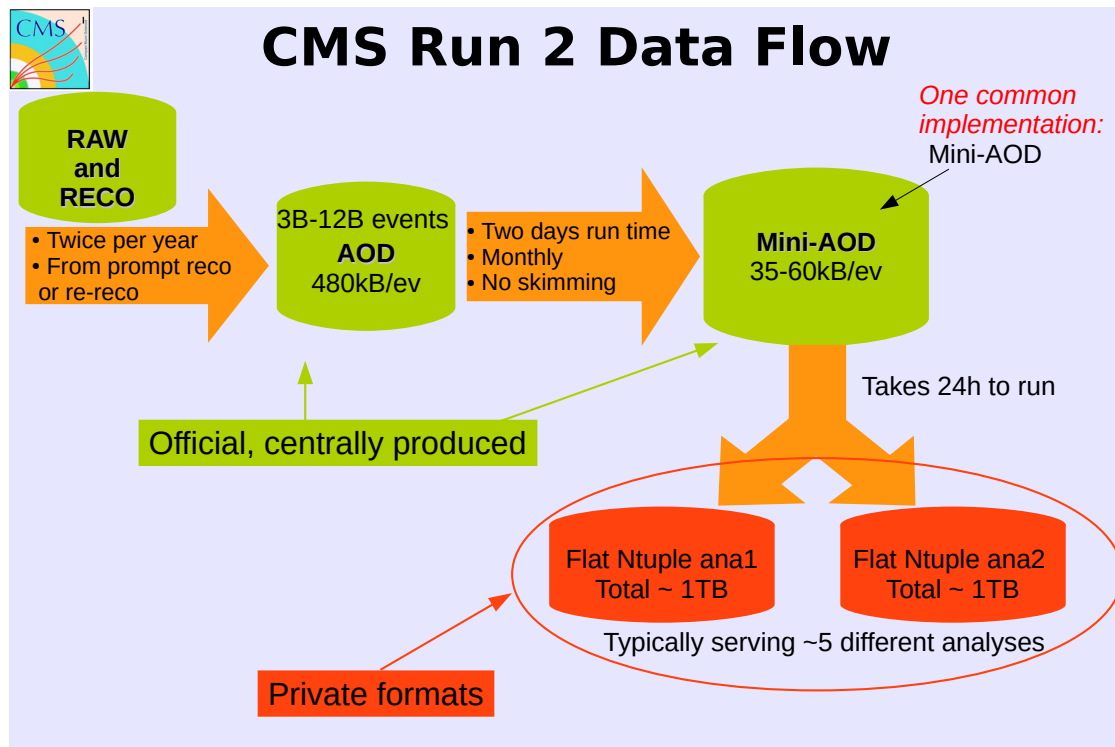 CMS
CMS Run 2 Data Flow
One common
implementation:
Mini-AOD
RAW
and
RECO
• Twice per year
• From prompt reco
or re-reco
3B-12B events
AOD
480kB/ev
• Two days run time
• Monthly
• No skimming
Mini-AOD
35-60kB/ev
Takes 24h to run
Official, centrally produced
Flat Ntuple ana1
Total ~ 1TB
Flat Ntuple ana2
Total ~ 1TB
Typically serving ~5 different analyses
Private formats